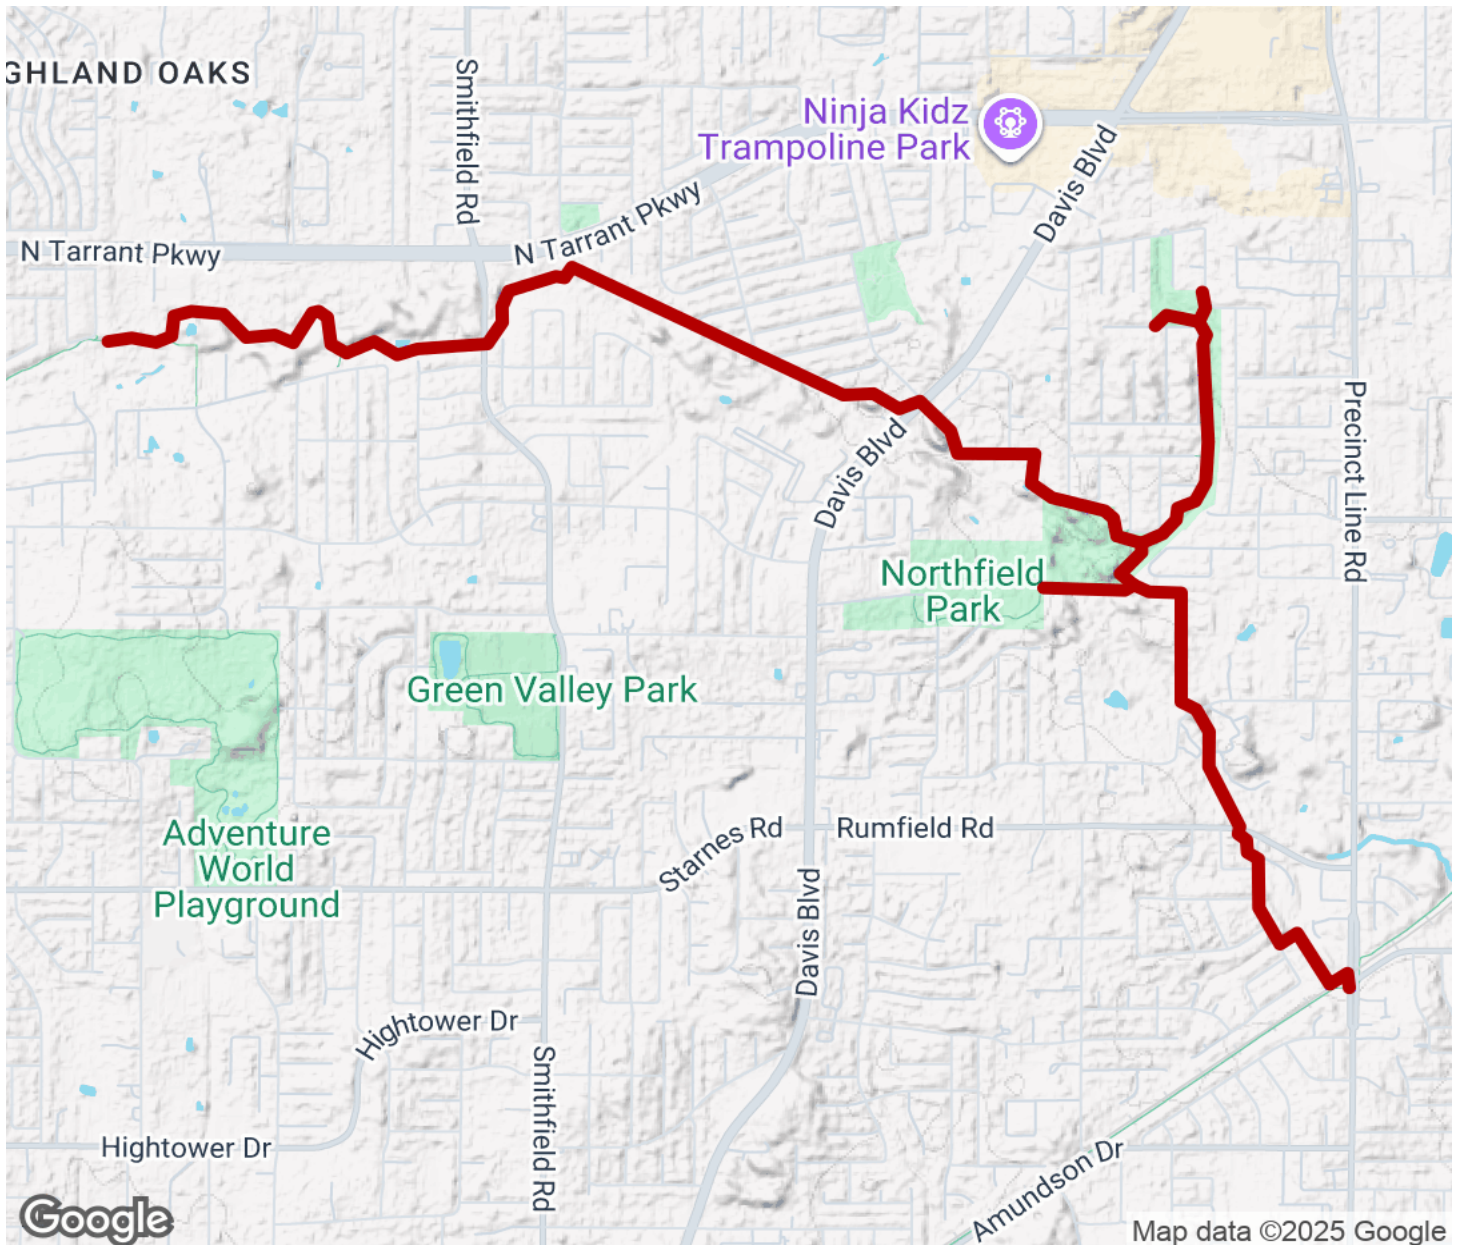 GHLAND OAKS
Smithfield Rd
Ninja Kidz
Trampoline Park
Davis Blvd
N Tarrant Pkwy
N Tarrant Pkwy
Precinct Line Rd
Davis Blvd
Northfield
Park
Green Valley Park
Adventure
World
Playground
Starnes Rd
Rumfield Rd
Davis Blvd
Hightower Dr
Smithfield Rd
Hightower Dr
Amundson Dr
Google
Map data ©2025 Google